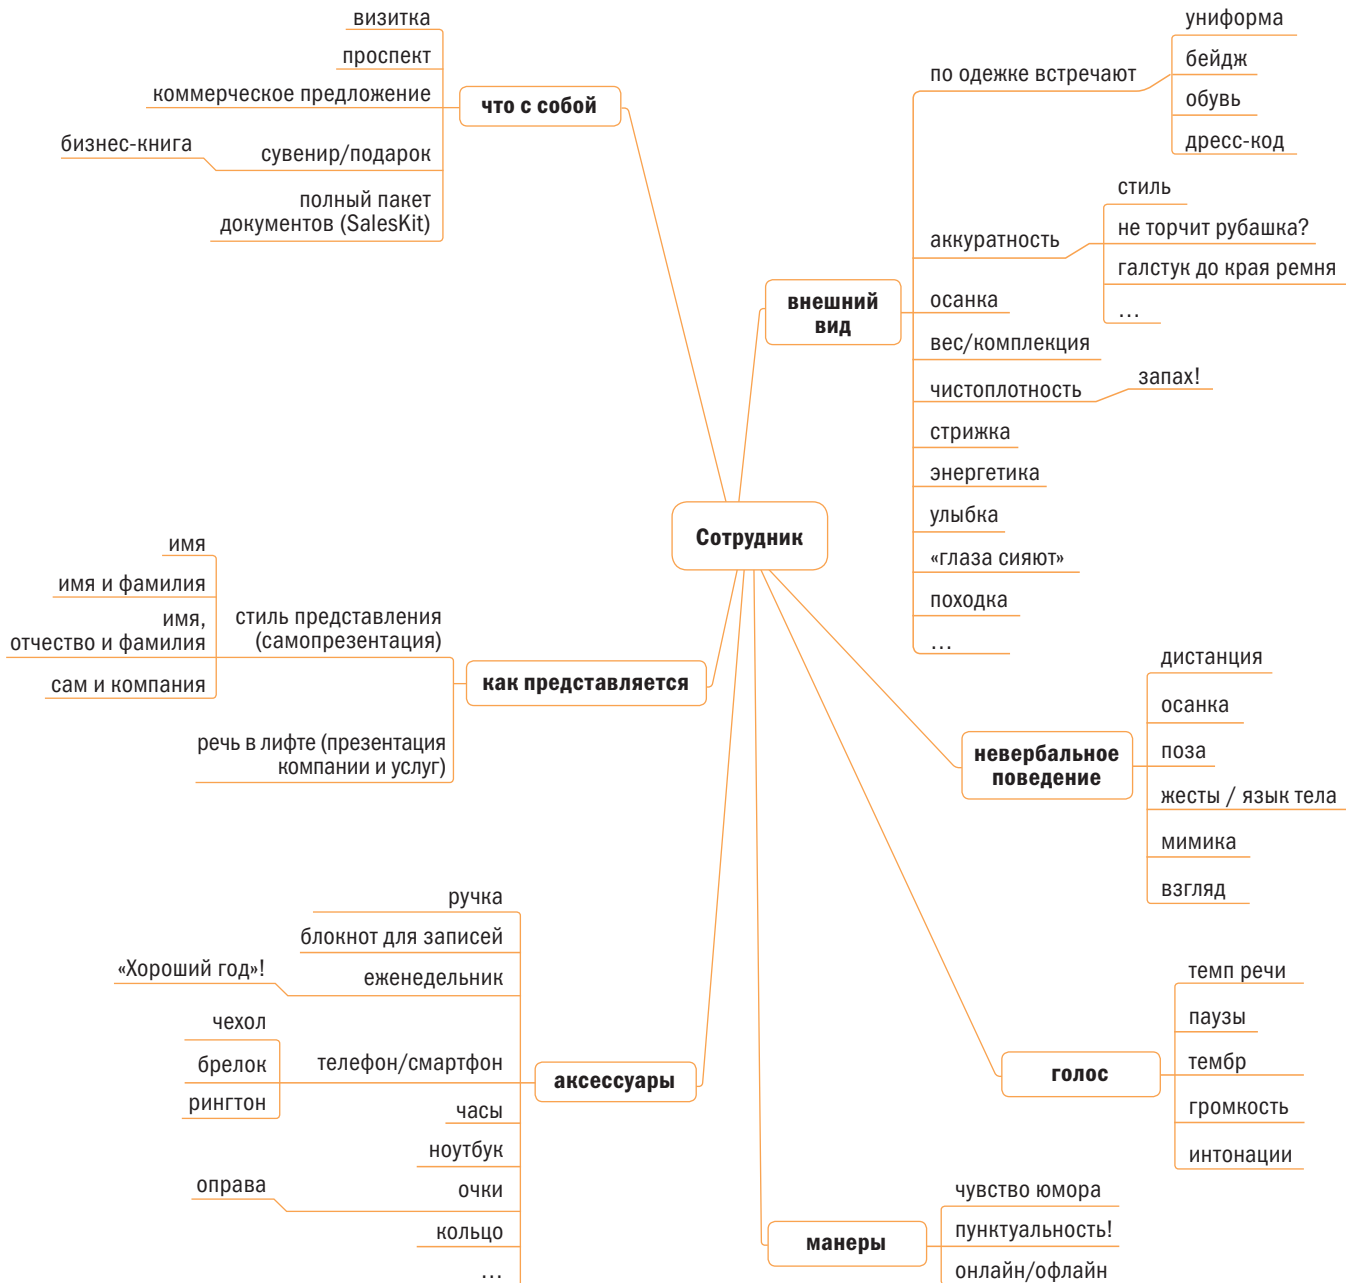 визитка
проспект
коммерческое предложение
бизнес-книга
сувенир/подарок
полный пакет
документов (SalesKit)
что с собой
униформа
по одежке встречают
бейдж
обувь
дресс-код
стиль
аккуратность
не торчит рубашка?
галстук до края ремня
...
внешний
вид
осанка
вес/комплекция
чистоплотность
запах!
стрижка
энергетика
улыбка
«глаза сияют»
походка
...
Сотрудник
имя
имя и фамилия
имя,
отчество и фамилия
сам и компания
стиль представления
(самопрезентация)
как представляется
речь в лифте (презентация
компании и услуг)
невербальное
поведение
дистанция
осанка
поза
жесты / язык тела
мимика
взгляд
ручка
блокнот для записей
«Хороший год»!
еженедельник
чехол
брелок
рингтон
телефон/смартфон
аксессуары
часы
ноутбук
оправа
очки
кольцо
...
голос
темп речи
паузы
тембр
громкость
интонации
манеры
чувство юмора
пунктуальность!
онлайн/офлайн